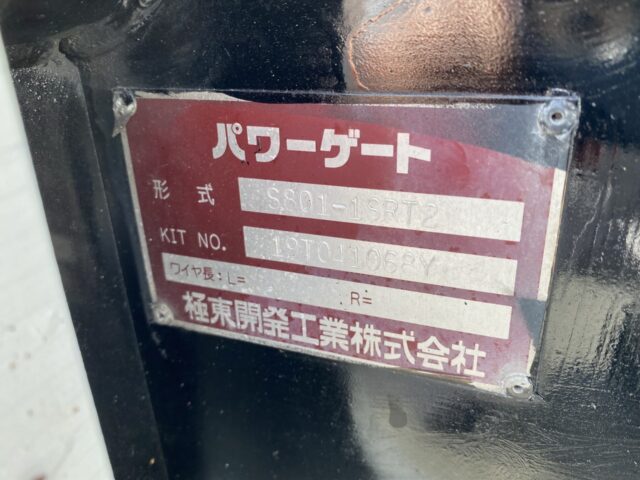 パワーゲート
形式 S801-1SRT2
KIT NO. 19T041068Y
ワイヤ長:L= R=
極東開発工業株式会社